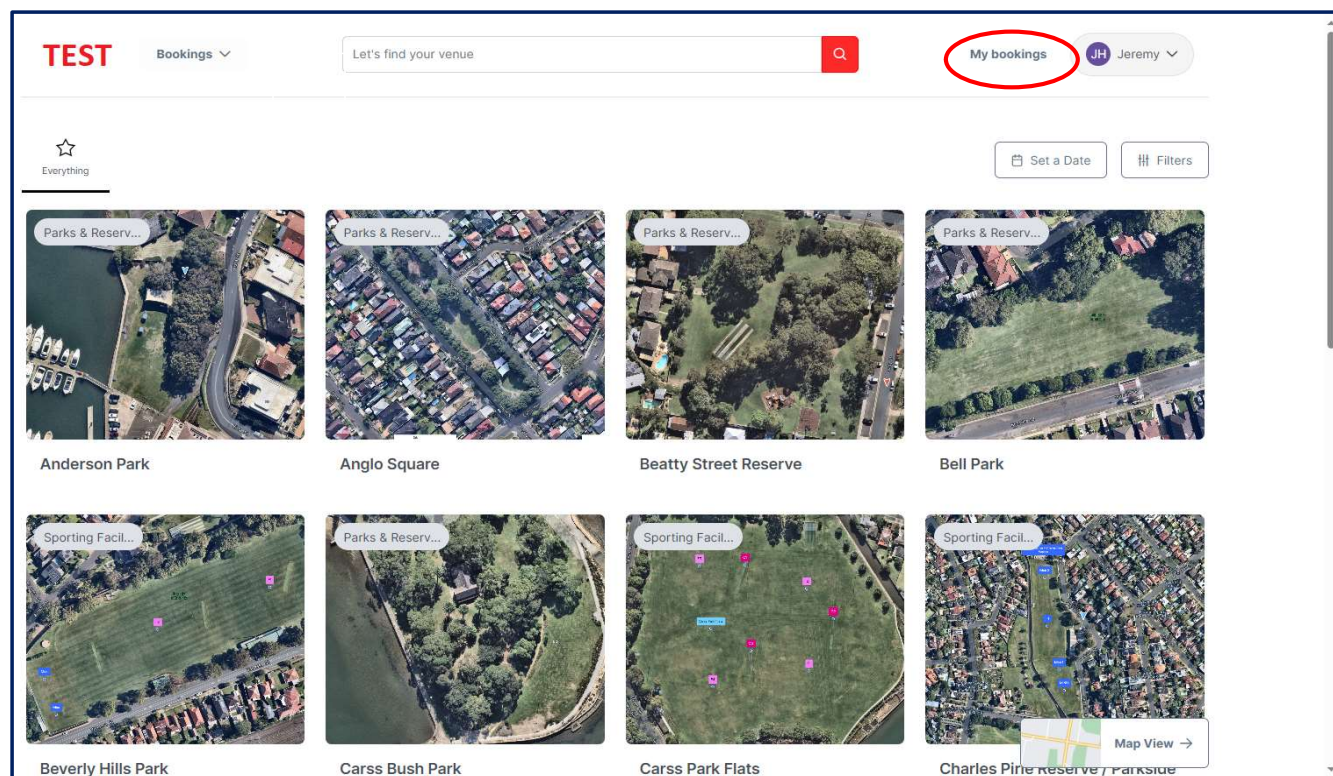 TEST
Bookings
Let's find your venue
My bookings
JH Jeremy
Everything
Set a Date
Filters
Parks & Reserv...
Parks & Reserv...
Parks & Reserv...
Parks & Reserv...
Anderson Park
Anglo Square
Beatty Street Reserve
Bell Park
Sporting Facil...
Parks & Reserv...
Sporting Facil...
Sporting Facil...
Map View
Beverly Hills Park
Carss Bush Park
Carss Park Flats
Charles Pirie Reserve / Parkside